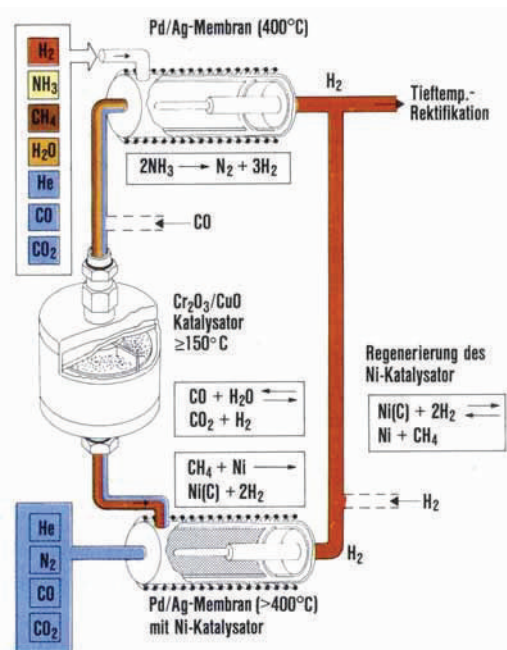 Pd/Ag-Membran (400°C)
H₂
NH₃
CH₄
H₂O
He
CO
CO₂
H₂
Tieftemp.-
Rektifikation
2NH₃ → N₂ + 3H₂
CO
Cr₂O₃/CuO
Katalysator
≥150°C
Regenerierung des
Ni-Katalysator
CO + H₂O ⇄
CO₂ + H₂
Ni(C) + 2H₂ ⇄
Ni + CH₄
CH₄ + Ni →
Ni(C) + 2H₂
H₂
He
N₂
CO
CO₂
H₂
Pd/Ag-Membran (>400°C)
mit Ni-Katalysator